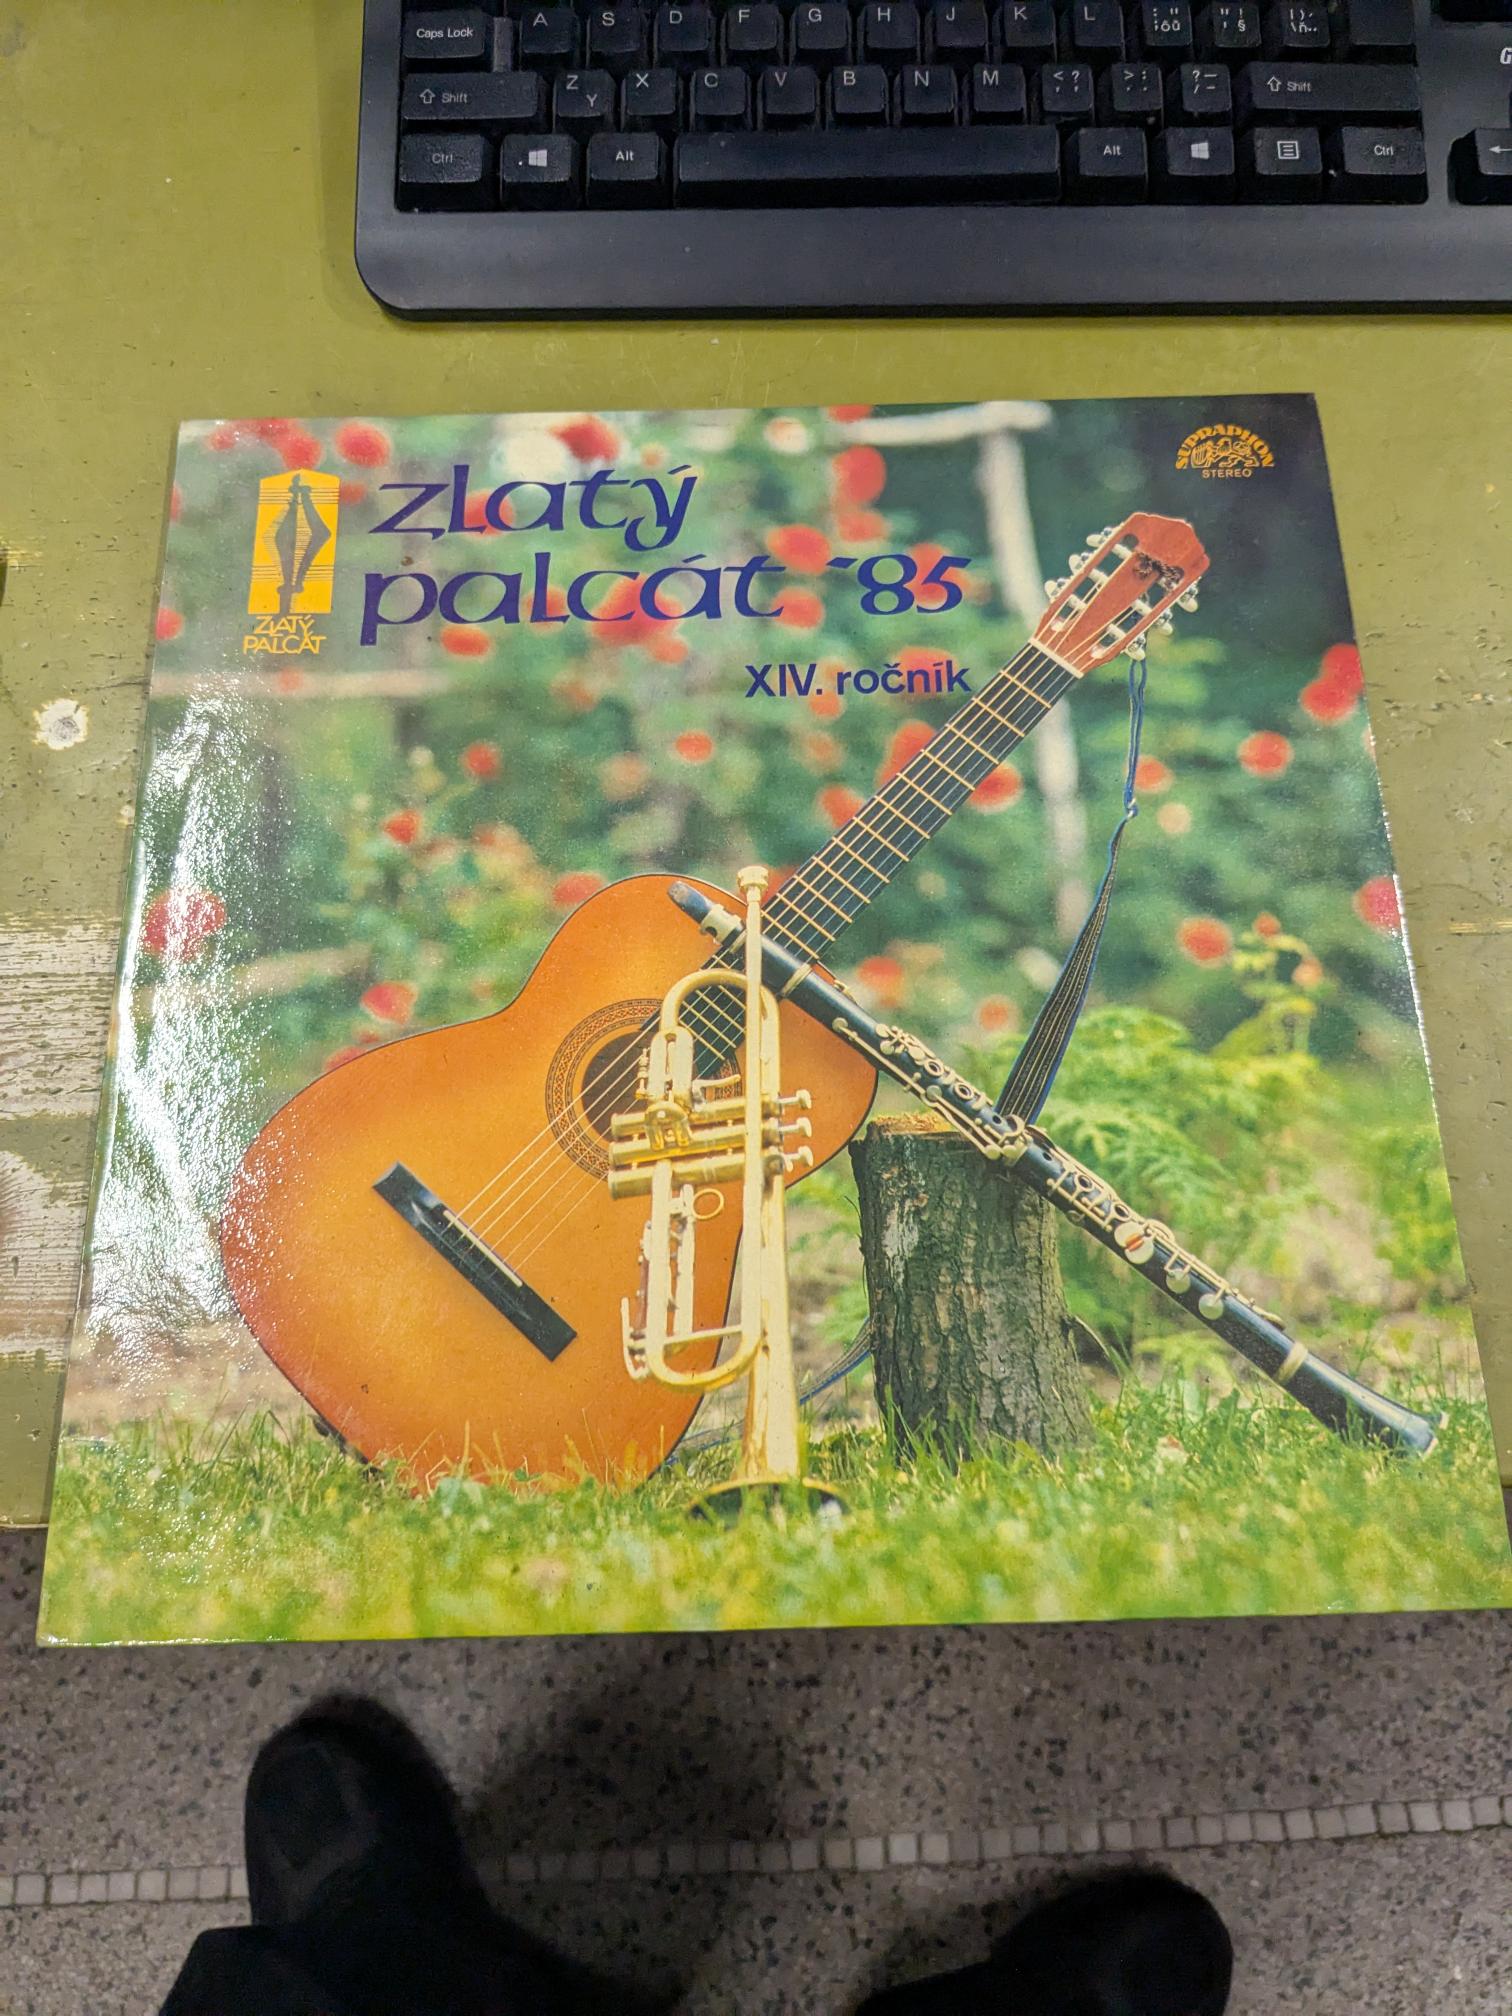 Caps Lock
A
S
D
F
G
H
J
K
L
Shift
Z
Y
X
C
V
B
N
M
Shift
Ctrl
Alt
Alt
Ctrl
SUPRAPHON
STEREO
zlatý
palcát ´85
XIV. ročník
ZLATÝ
PALCÁT